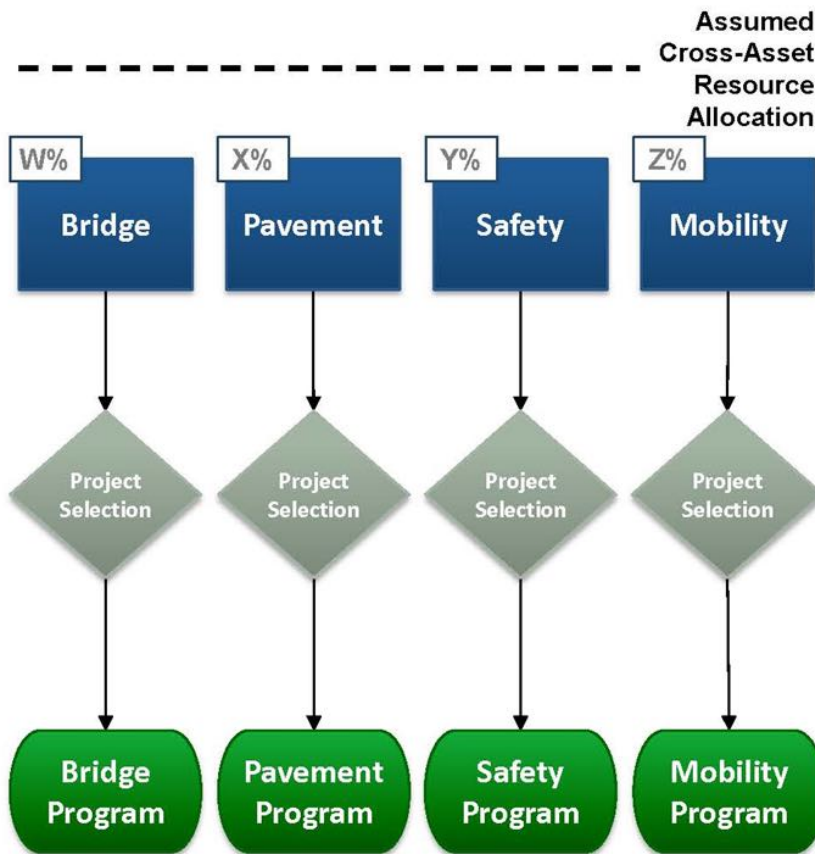 Assumed
Cross-Asset
Resource
Allocation
W%
X%
Y%
Z%
Bridge
Pavement
Safety
Mobility
Project
Selection
Project
Selection
Project
Selection
Project
Selection
Bridge
Program
Pavement
Program
Safety
Program
Mobility
Program